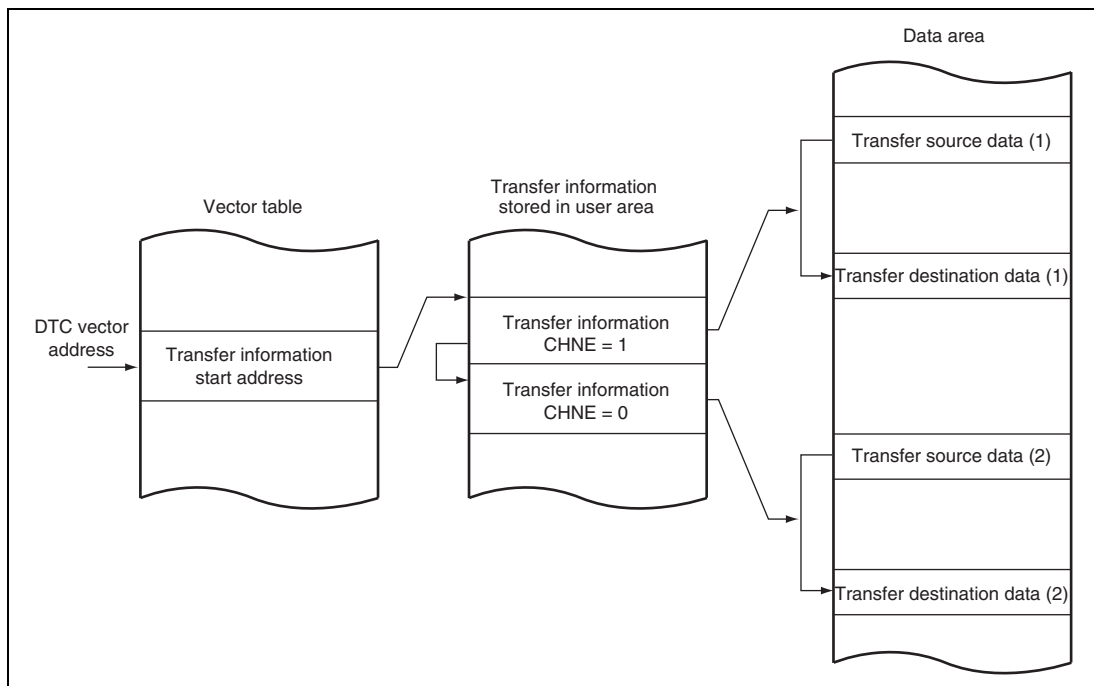 Data area
Transfer source data (1)
Transfer information
stored in user area
Vector table
Transfer destination data (1)
DTC vector
address
Transfer information
start address
Transfer information
CHNE = 1
Transfer information
CHNE = 0
Transfer source data (2)
Transfer destination data (2)